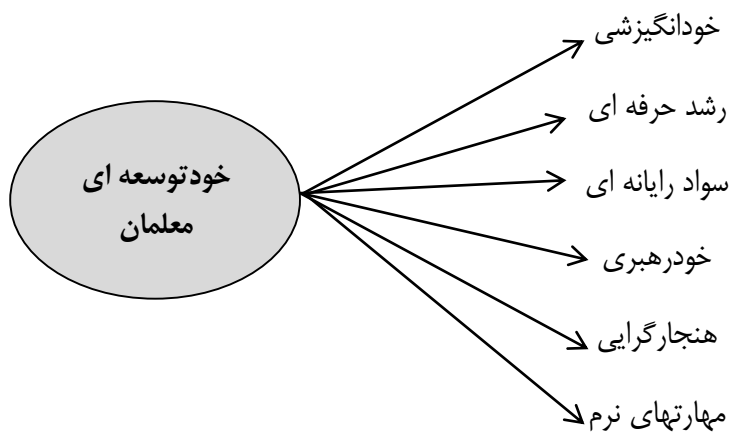 خودتوسعه ای
معلمان
خودانگیزشی
رشد حرفه ای
سواد رایانه ای
خودرهبری
هنجارگرایی
مهارتهای نرم